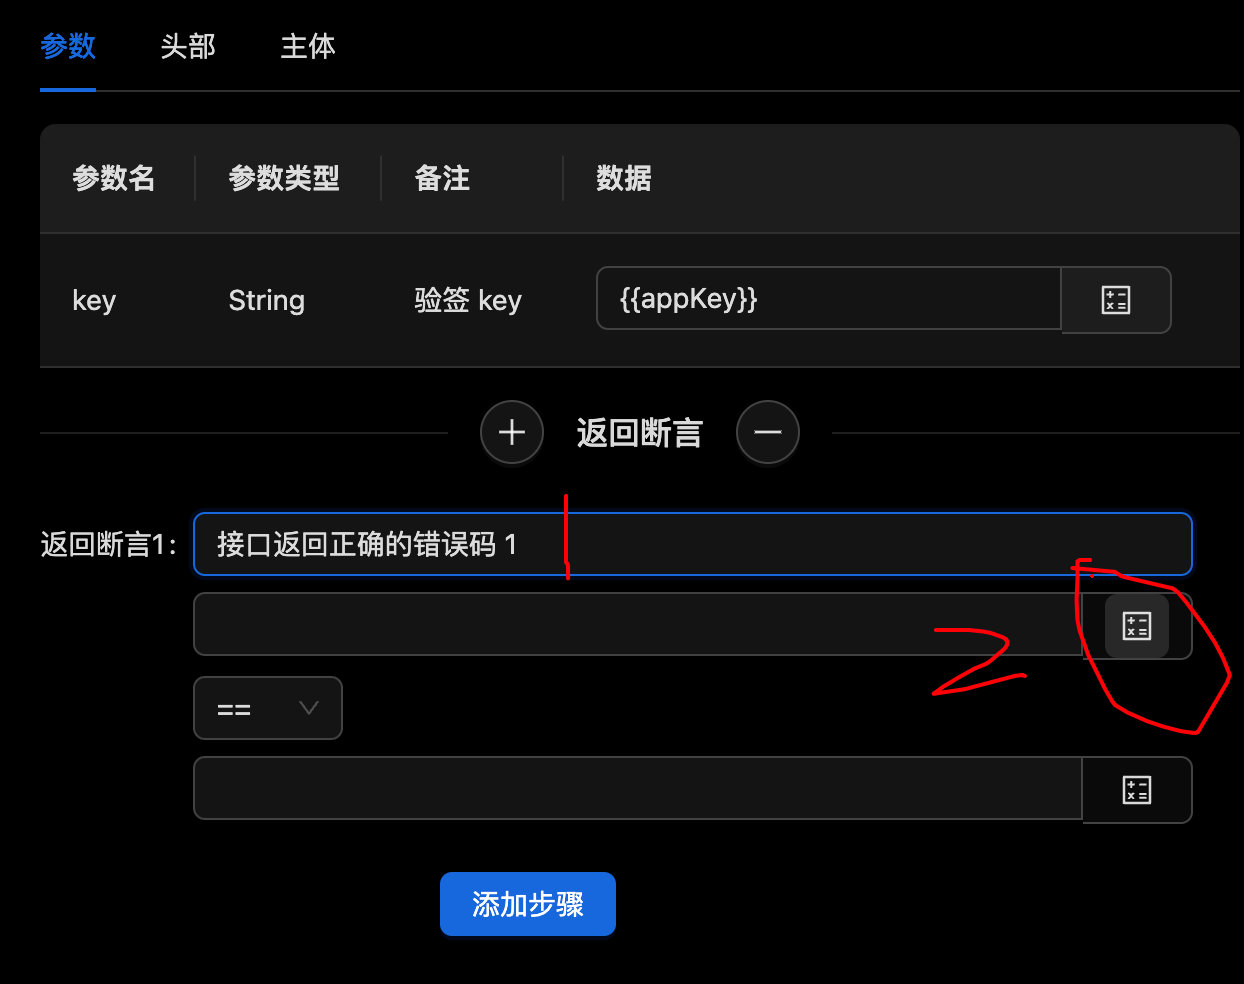 参数 头部 主体
参数名 参数类型 备注 数据
key String 验签 key {{appKey}}
返回断言
返回断言1: 接口返回正确的错误码 1
1
2
==
添加步骤